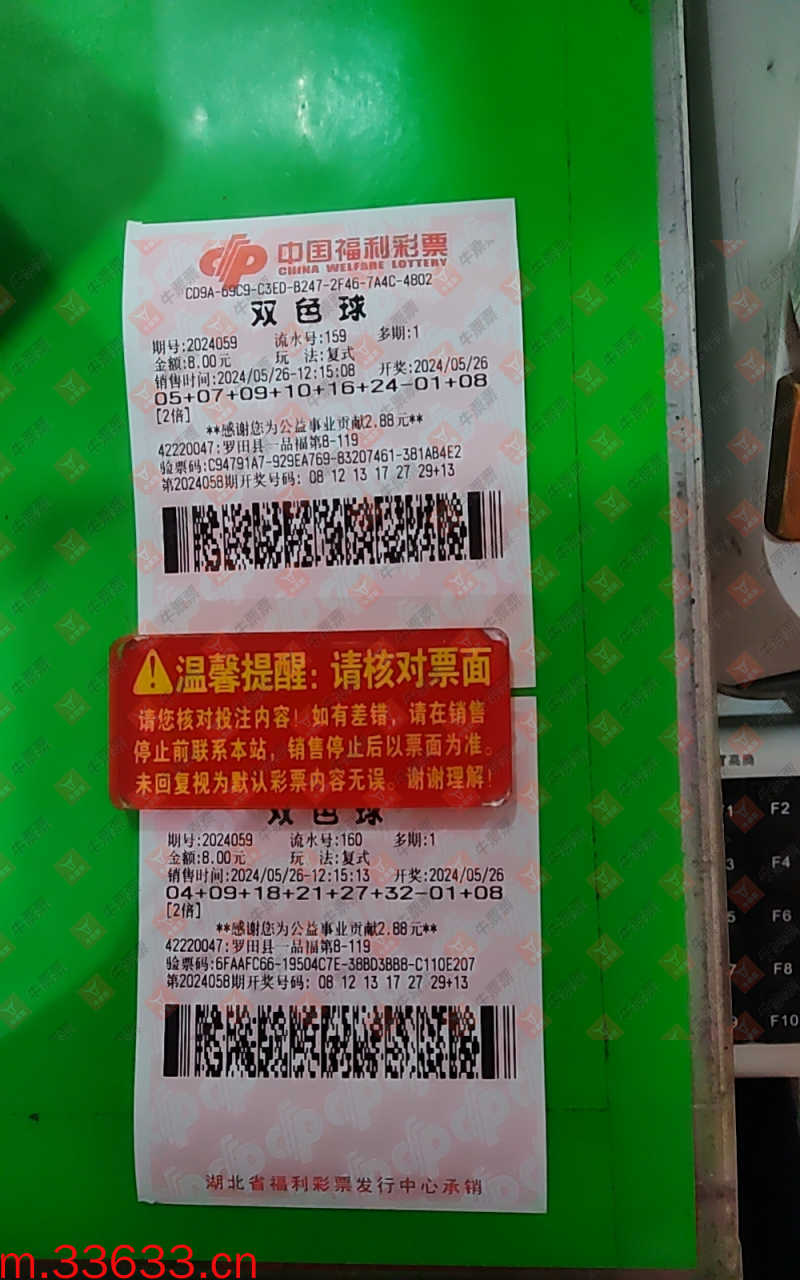 中国福利彩票
CHINA WELFARE LOTTERY
CD9A-69C9-C3ED-B247-2F46-7A4C-4802
双色球
期号:2024059 流水号:159 多期:1
金额:8.00元 玩 法:复式
销售时间:2024/05/26-12:15:08 开奖:2024/05/26
05+07+09+10+16+24-01+08
[2倍]
**感谢您为公益事业贡献2.88元**
42220047:罗田县一品福第8-119
验票码:C94791A7-929EA769-B3207461-381AB4E2
第2024058期开奖号码: 08 12 13 17 27 29+13
温馨提醒:请核对票面
请您核对投注内容!如有差错,请在销售
停止前联系本站,销售停止后以票面为准。
未回复视为默认彩票内容无误。谢谢理解!
双色球
期号:2024059 流水号:160 多期:1
金额:8.00元 玩 法:复式
销售时间:2024/05/26-12:15:13 开奖:2024/05/26
04+09+18+21+27+32-01+08
[2倍]
**感谢您为公益事业贡献2.88元**
42220047:罗田县一品福第8-119
验票码:6FAAFC66-19504C7E-38BD3BB8-C110E207
第2024058期开奖号码: 08 12 13 17 27 29+13
湖北省福利彩票发行中心承销
F2
F4
F6
F8
F10
m.33633.cn